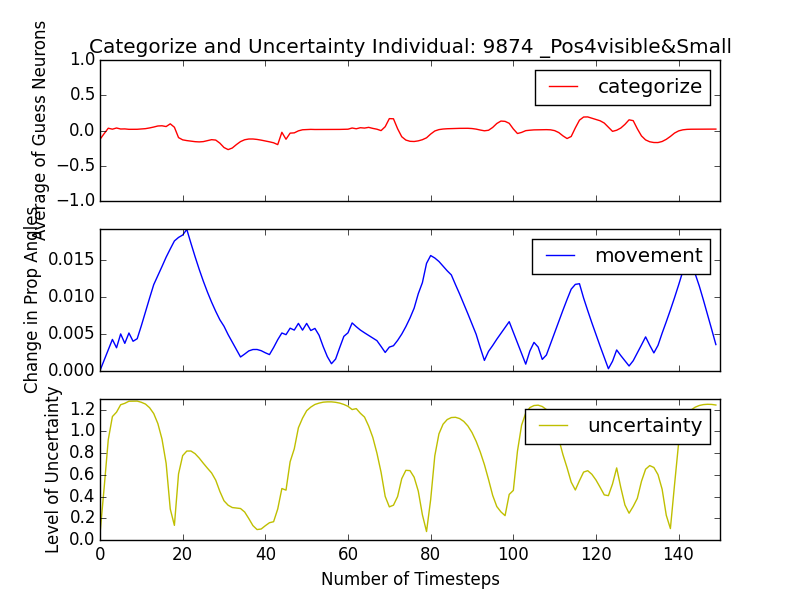 Categorize and Uncertainty Individual: 9874 _Pos4visible&Small
Average of Guess Neurons
1.0
0.5
0.0
−0.5
−1.0
categorize
Change in Prop Angles
0.015
0.010
0.005
0.000
movement
Level of Uncertainty
1.2
1.0
0.8
0.6
0.4
0.2
0.0
uncertainty
0 20 40 60 80 100 120 140
Number of Timesteps